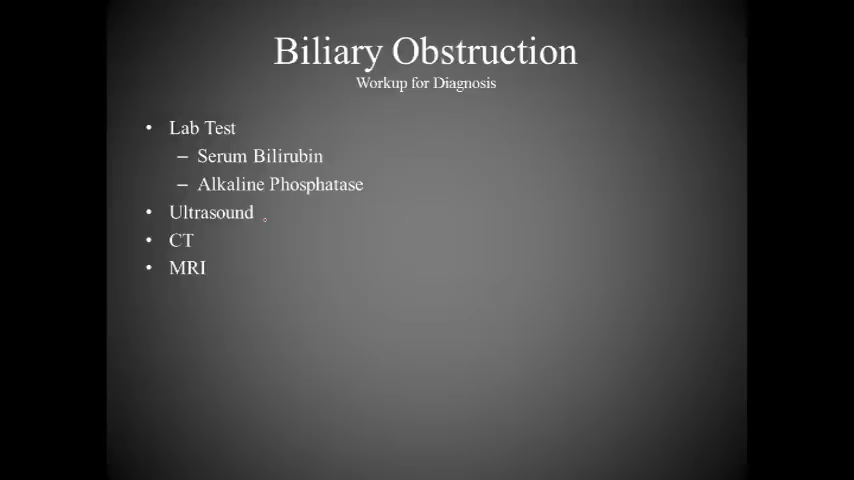 Biliary Obstruction
Workup for Diagnosis
• Lab Test
– Serum Bilirubin
– Alkaline Phosphatase
• Ultrasound
• CT
• MRI